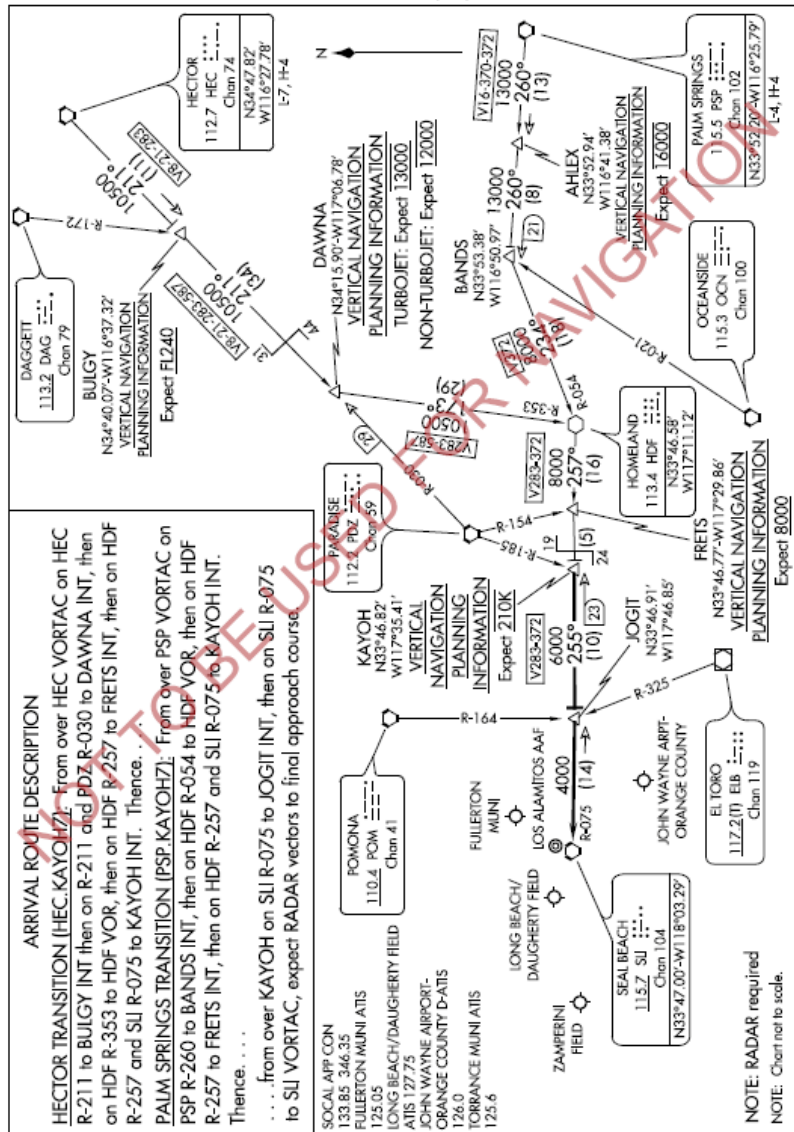 ARRIVAL ROUTE DESCRIPTION
HECTOR TRANSITION (HEC.KAYOH7): From over HEC VORTAC on HEC
R-211 to BULGY INT then on R-211 and PDZ R-030 to DAWNA INT, then
on HDF R-353 to HDF VOR, then on HDF R-257 to FRETS INT, then on HDF
R-257 and SLI R-075 to KAYOH INT. Thence. . . .
PALM SPRINGS TRANSITION (PSP.KAYOH7): From over PSP VORTAC on
PSP R-260 to BANDS INT, then on HDF R-054 to HDF VOR, then on HDF
R-257 to FRETS INT, then on HDF R-257 and SLI R-075 to KAYOH INT.
Thence. . . .
. . . .from over KAYOH on SLI R-075 to JOGIT INT, then on SLI R-075
to SLI VORTAC, expect RADAR vectors to final approach course.
SOCAL APP CON
133.85 346.35
FULLERTON MUNI ATIS
125.05
LONG BEACH/DAUGHERTY FIELD
ATIS 127.75
JOHN WAYNE AIRPORT-
ORANGE COUNTY D-ATIS
126.0
TORRANCE MUNI ATIS
125.6
DAGGETT
113.2 DAG
Chan 79
R-172
HECTOR
112.7 HEC
Chan 74
N34°47.82'
W116°27.78'
L-7, H-4
V8-21-283
10500
211°
(11)
BULGY
N34°40.07'-W116°37.32'
VERTICAL NAVIGATION
PLANNING INFORMATION
Expect FL240
V8-21-283-587
10500
211°
(34)
31
44
N
DAWNA
N34°15.90'-W117°06.78'
VERTICAL NAVIGATION
PLANNING INFORMATION
TURBOJET: Expect 13000
NON-TURBOJET: Expect 12000
29
R-030
V283-587
10500
(29)
R-353
PARADISE
112.2 PDZ
Chan 59
R-154
R-185
V16-370-372
13000
260°
(13)
13000
260°
(8)
21
AHLEX
N33°52.94'
W116°41.38'
VERTICAL NAVIGATION
PLANNING INFORMATION
Expect 16000
BANDS
N33°53.38'
W116°50.97'
V372
8000
234°
(18)
R-054
PALM SPRINGS
115.5 PSP
Chan 102
N33°52.20'-W116°25.79'
L-4, H-4
OCEANSIDE
115.3 OCN
Chan 100
R-021
HOMELAND
113.4 HDF
N33°46.58'
W117°11.12'
V283-372
8000
257°
(16)
FRETS
N33°46.77'-W117°29.86'
VERTICAL NAVIGATION
PLANNING INFORMATION
Expect 8000
(5)
19
24
KAYOH
N33°46.82'
W117°35.41'
VERTICAL
NAVIGATION
PLANNING
INFORMATION
Expect 210K
V283-372
6000
255°
(10)
23
JOGIT
N33°46.91'
W117°46.85'
POMONA
110.4 POM
Chan 41
R-164
R-325
EL TORO
117.2(T) ELB
Chan 119
4000
(14)
R-075
FULLERTON
MUNI
LOS ALAMITOS AAF
JOHN WAYNE ARPT-
ORANGE COUNTY
LONG BEACH/
DAUGHERTY FIELD
ZAMPERINI
FIELD
SEAL BEACH
115.7 SLI
Chan 104
N33°47.00'-W118°03.29'
NOTE: RADAR required
NOTE: Chart not to scale.
NOT TO BE USED FOR NAVIGATION